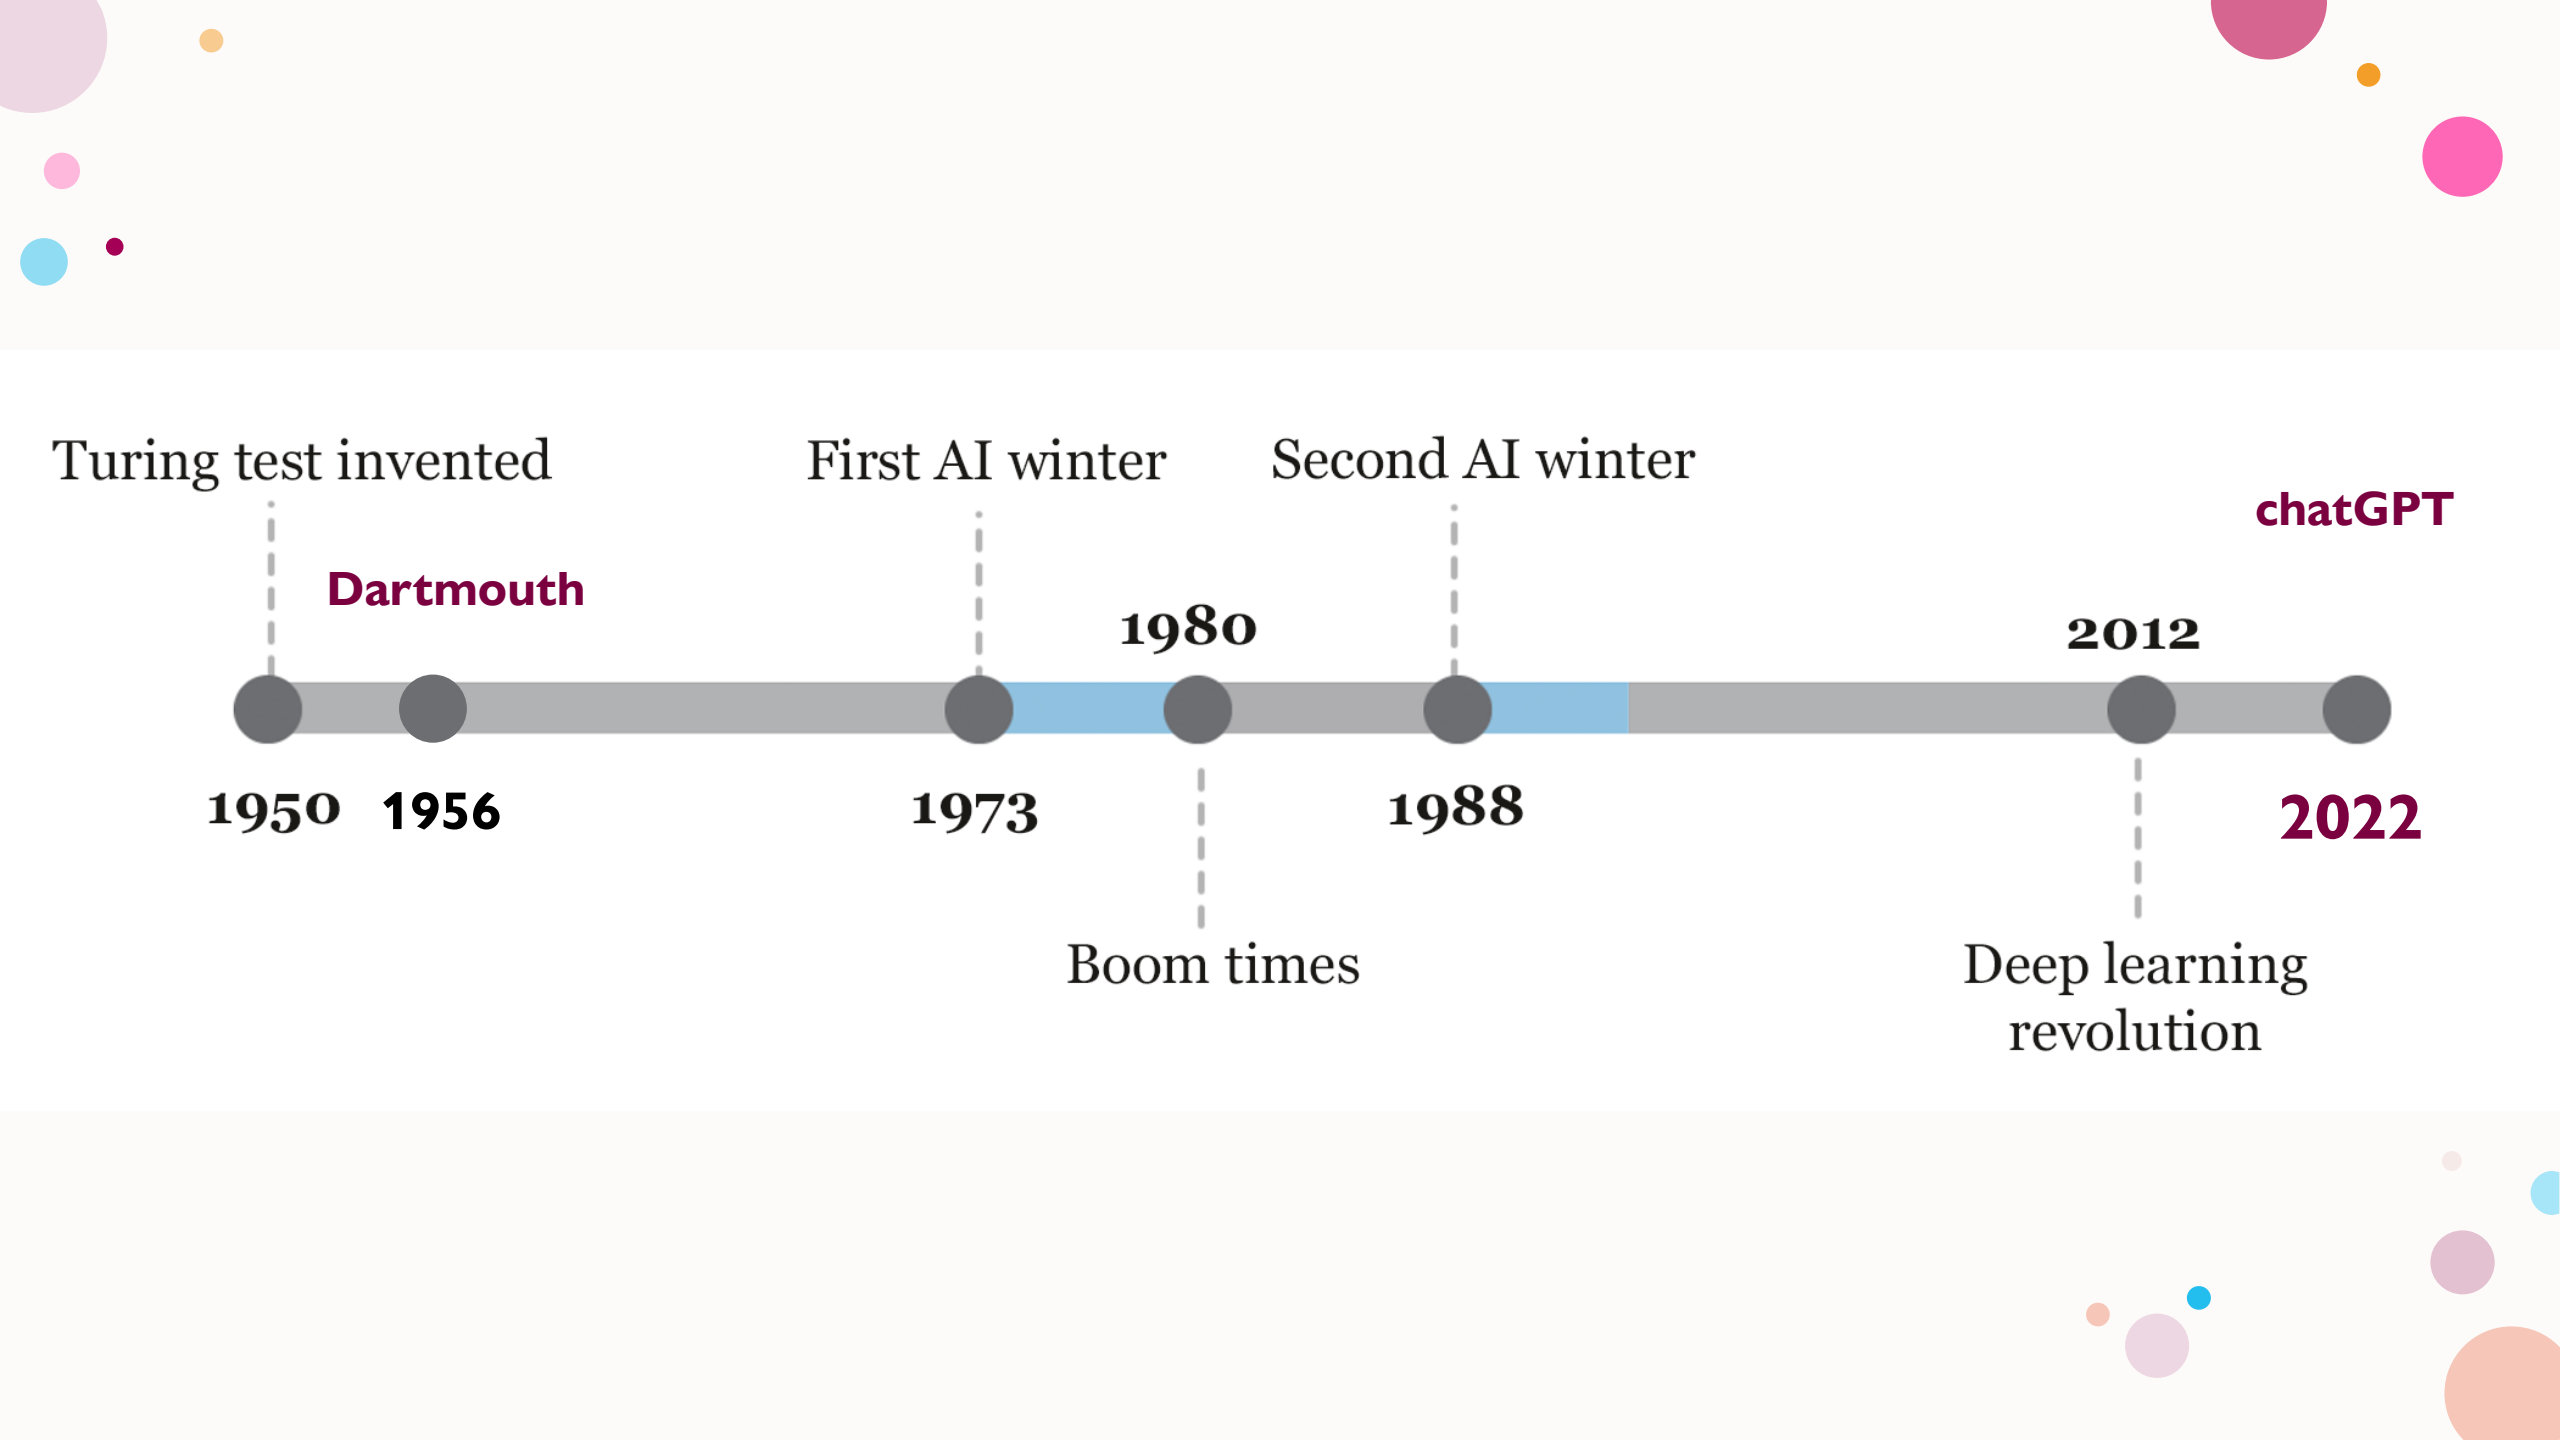 Turing test invented
First AI winter
Second AI winter
chatGPT
Dartmouth
1980
2012
1950
1956
1973
1988
2022
Boom times
Deep learning
revolution